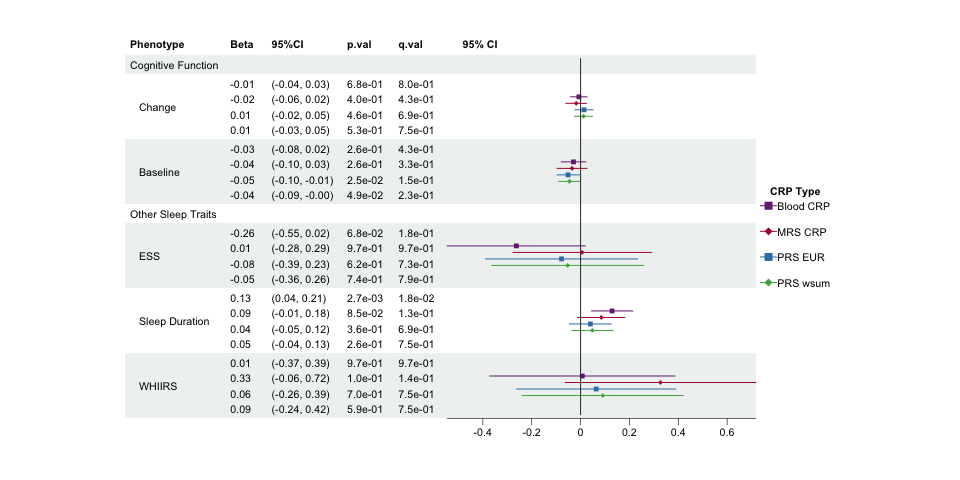 Phenotype Beta 95%CI p.val q.val 95% CI
Cognitive Function
Change
-0.01 (-0.04, 0.03) 6.8e-01 8.0e-01
-0.02 (-0.06, 0.02) 4.0e-01 4.3e-01
0.01 (-0.02, 0.05) 4.6e-01 6.9e-01
0.01 (-0.03, 0.05) 5.3e-01 7.5e-01
Baseline
-0.03 (-0.08, 0.02) 2.6e-01 4.3e-01
-0.04 (-0.10, 0.03) 2.6e-01 3.3e-01
-0.05 (-0.10, -0.01) 2.5e-02 1.5e-01
-0.04 (-0.09, -0.00) 4.9e-02 2.3e-01
Other Sleep Traits
ESS
-0.26 (-0.55, 0.02) 6.8e-02 1.8e-01
0.01 (-0.28, 0.29) 9.7e-01 9.7e-01
-0.08 (-0.39, 0.23) 6.2e-01 7.3e-01
-0.05 (-0.36, 0.26) 7.4e-01 7.9e-01
Sleep Duration
0.13 (0.04, 0.21) 2.7e-03 1.8e-02
0.09 (-0.01, 0.18) 8.5e-02 1.3e-01
0.04 (-0.05, 0.12) 3.6e-01 6.9e-01
0.05 (-0.04, 0.13) 2.6e-01 7.5e-01
WHIIRS
0.01 (-0.37, 0.39) 9.7e-01 9.7e-01
0.33 (-0.06, 0.72) 1.0e-01 1.4e-01
0.06 (-0.26, 0.39) 7.0e-01 7.5e-01
0.09 (-0.24, 0.42) 5.9e-01 7.5e-01
-0.4 -0.2 0 0.2 0.4 0.6
CRP Type
Blood CRP
MRS CRP
PRS EUR
PRS wsum